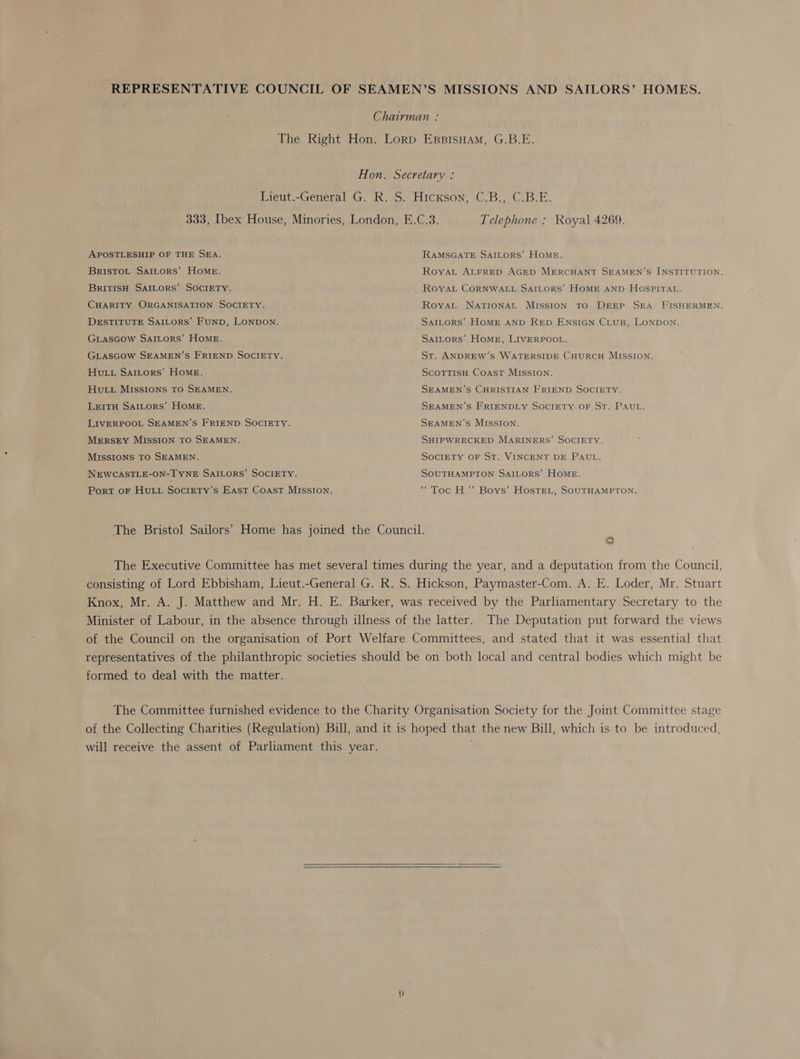 REPRESENTATIVE COUNCIL OF SEAMEN'S MISSIONS AND SAILORS' HOMES.
Chairman :
The Right Hon. LORD EBBISHAM, G.B.E.
Hon. Secretary :
Lieut.-General G. R. S. HICKSON, C.B., C.B.E.
333, Ibex House, Minories, London, E.C.3. Telephone : Royal 4269.
APOSTLESHIP OF THE SEA.
BRISTOL SAILORS' HOME.
BRITISH SAILORS' SOCIETY.
CHARITY ORGANISATION SOCIETY.
DESTITUTE SAILORS' FUND, LONDON.
GLASGOW SAILORS' HOME.
GLASGOW SEAMEN'S FRIEND SOCIETY.
HULL SAILORS' HOME.
HULL MISSIONS TO SEAMEN.
LEITH SAILORS' HOME.
LIVERPOOL SEAMEN'S FRIEND SOCIETY.
MERSEY MISSION TO SEAMEN.
MISSIONS TO SEAMEN.
NEWCASTLE-ON-TYNE SAILORS' SOCIETY.
PORT OF HULL SOCIETY'S EAST COAST MISSION.
RAMSGATE SAILORS' HOME.
ROYAL ALFRED AGED MERCHANT SEAMEN'S INSTITUTION.
ROYAL CORNWALL SAILORS' HOME AND HOSPITAL.
ROYAL NATIONAL MISSION TO DEEP SEA FISHERMEN.
SAILORS' HOME AND RED ENSIGN CLUB, LONDON.
SAILORS' HOME, LIVERPOOL.
ST. ANDREW'S WATERSIDE CHURCH MISSION.
SCOTTISH COAST MISSION.
SEAMEN'S CHRISTIAN FRIEND SOCIETY.
SEAMEN'S FRIENDLY SOCIETY OF ST. PAUL.
SEAMEN'S MISSION.
SHIPWRECKED MARINERS' SOCIETY.
SOCIETY OF ST. VINCENT DE PAUL.
SOUTHAMPTON SAILORS' HOME.
"TOC H" BOYS' HOSTEL, SOUTHAMPTON.
The Bristol Sailors' Home has joined the Council.
The Executive Committee has met several times during the year, and a deputation from the Council,
consisting of Lord Ebbisham, Lieut.-General G. R. S. Hickson, Paymaster-Com. A. E. Loder, Mr. Stuart
Knox, Mr. A. J. Matthew and Mr. H. E. Barker, was received by the Parliamentary Secretary to the
Minister of Labour, in the absence through illness of the latter. The Deputation put forward the views
of the Council on the organisation of Port Welfare Committees, and stated that it was essential that
representatives of the philanthropic societies should be on both local and central bodies which might be
formed to deal with the matter.
The Committee furnished evidence to the Charity Organisation Society for the Joint Committee stage
of the Collecting Charities (Regulation) Bill, and it is hoped that the new Bill, which is to be introduced,
will receive the assent of Parliament this year.